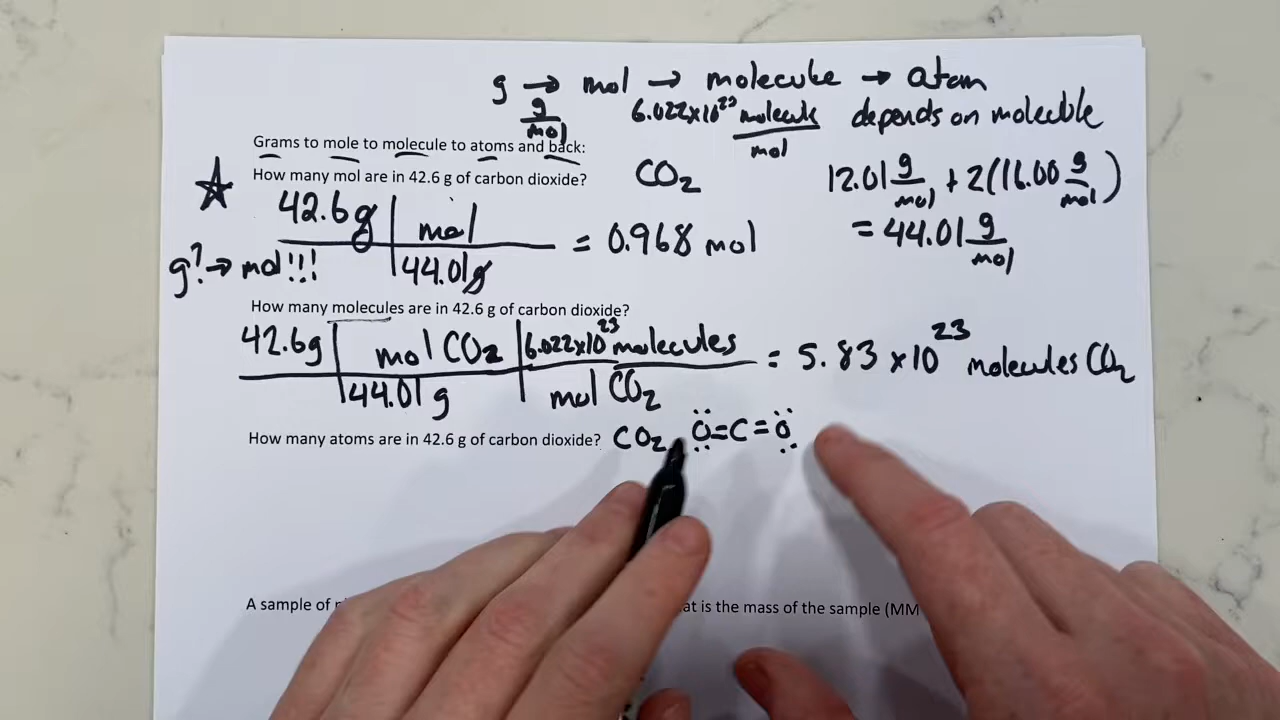 g → mol → molecule → atom
g/mol 6.022x10²³ molecule/mol depends on molecule
Grams to mole to molecule to atoms and back:
How many mol are in 42.6 g of carbon dioxide? CO₂ 12.01 g/mol + 2(16.00 g/mol)
42.6g | mol
44.01g = 0.968 mol = 44.01 g/mol
g? → mol!!!
How many molecules are in 42.6 g of carbon dioxide?
42.6g | mol CO₂ | 6.022x10²³ molecules
44.01 g | mol CO₂ = 5.83 x10²³ molecules CO₂
How many atoms are in 42.6 g of carbon dioxide? CO₂ O=C=O
A sample of at is the mass of the sample (MM